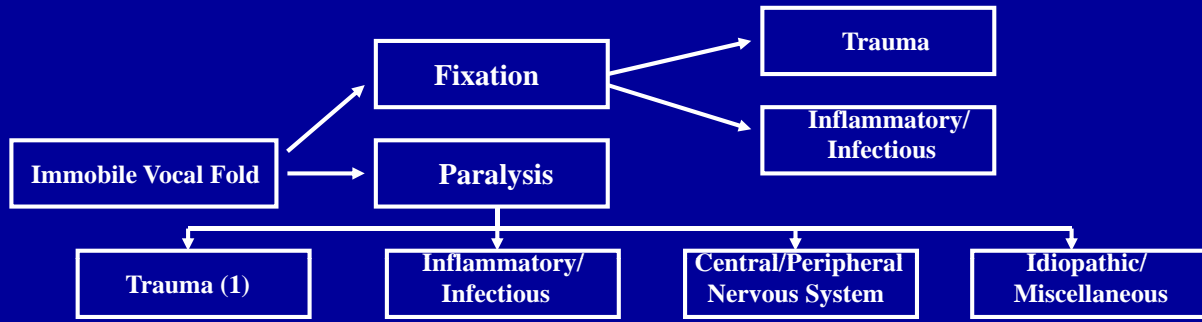 Trauma
Fixation
Inflammatory/
Infectious
Immobile Vocal Fold
Paralysis
Trauma (1)
Inflammatory/
Infectious
Central/Peripheral
Nervous System
Idiopathic/
Miscellaneous